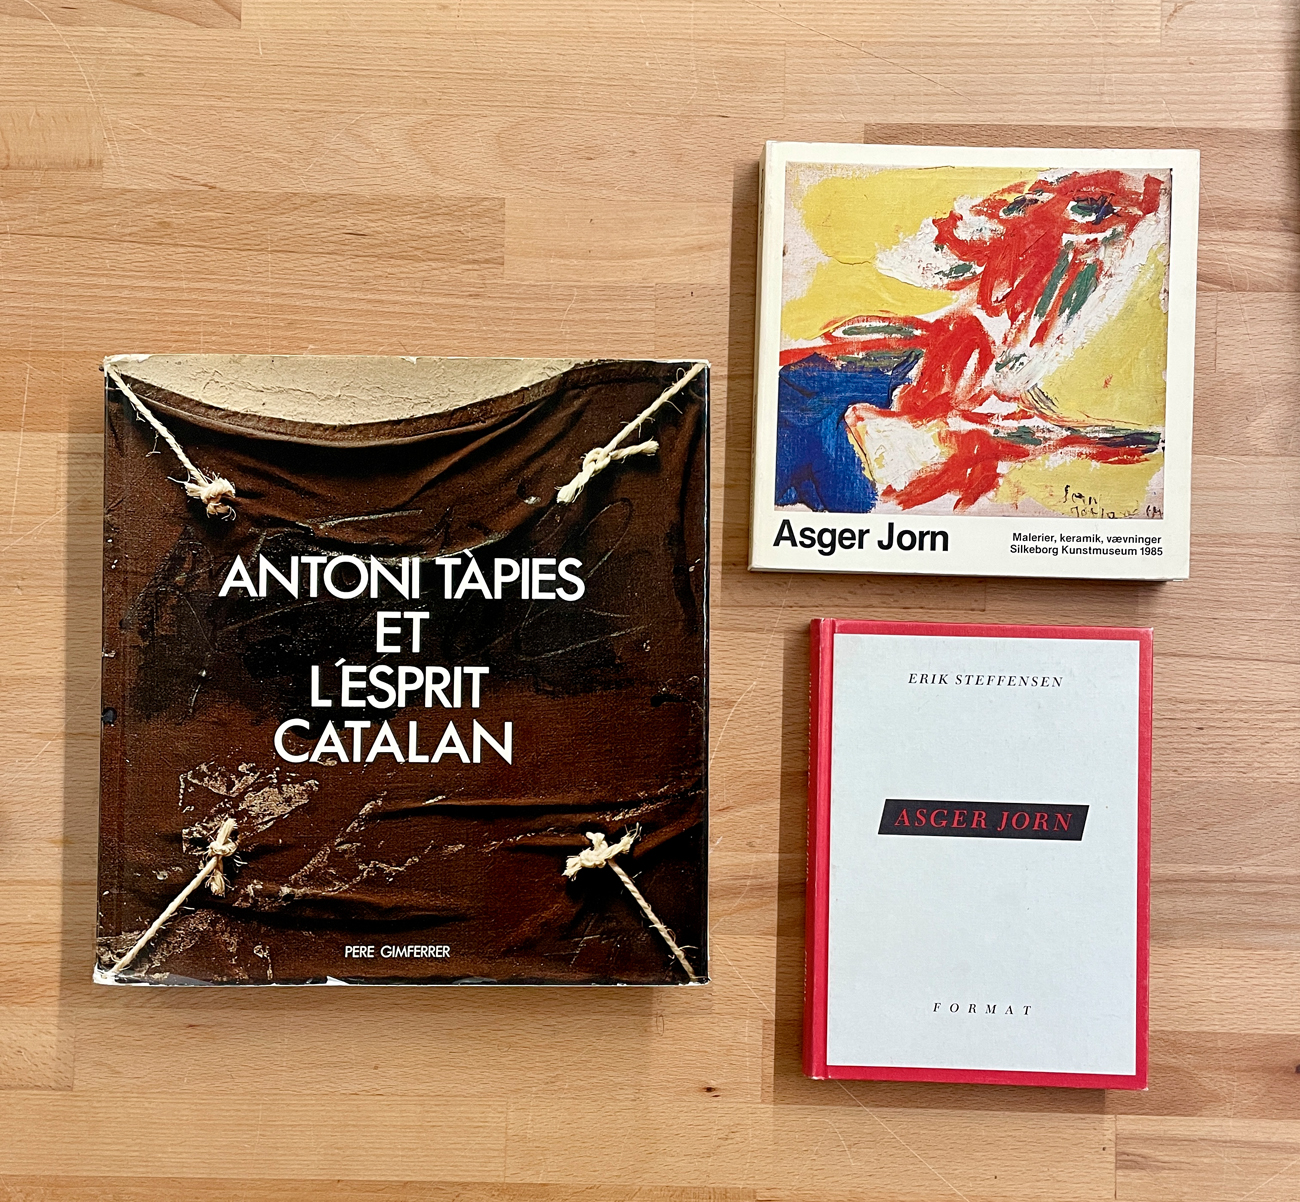 ANTONI TÀPIES
ET
L´ESPRIT
CATALAN
PERE GIMFERRER
Asger Jorn
Malerier, keramik, vævninger
Silkeborg Kunstmuseum 1985
ERIK STEFFENSEN
ASGER JORN
FORMAT